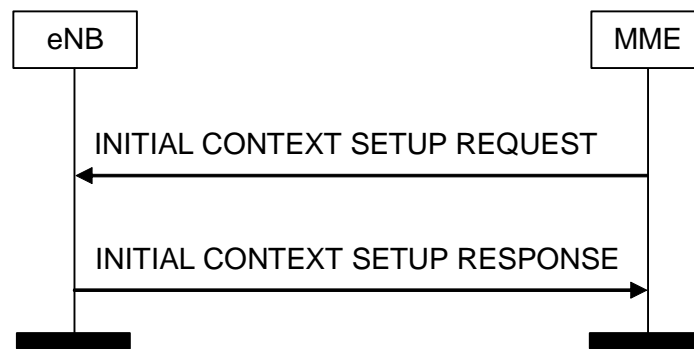 eNB
MME
INITIAL CONTEXT SETUP REQUEST
INITIAL CONTEXT SETUP RESPONSE